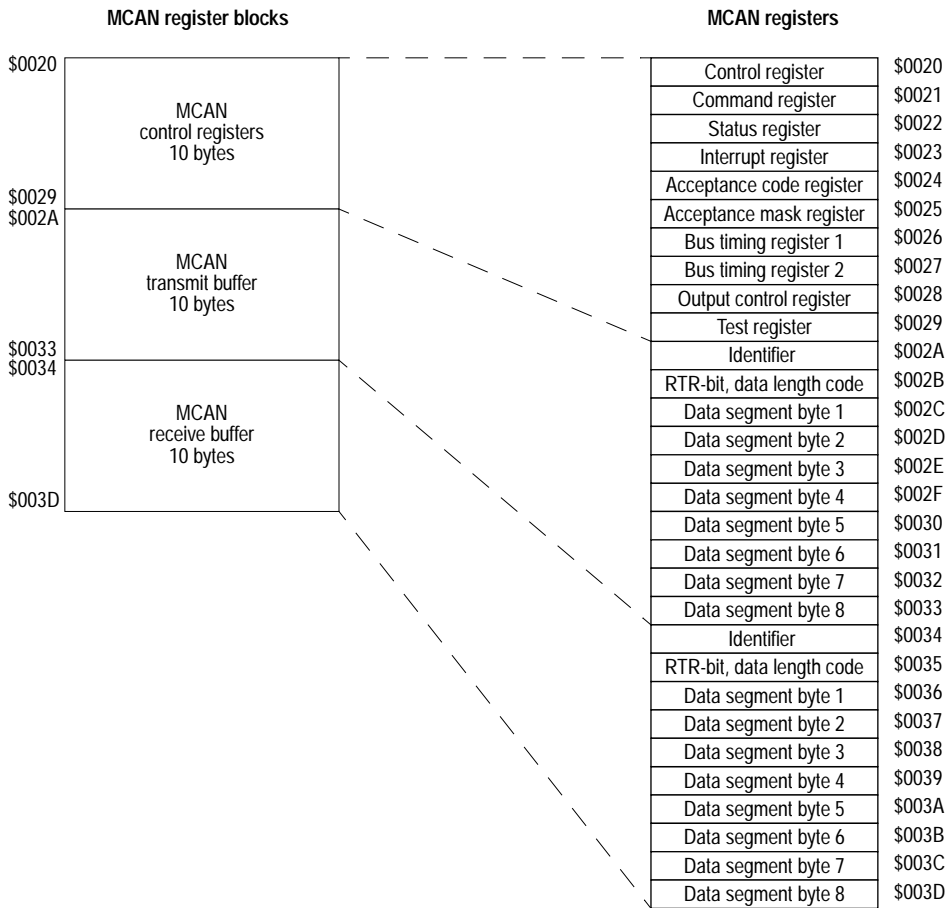 MCAN register blocks
$0020
MCAN
control registers
10 bytes
$0029
$002A
MCAN
transmit buffer
10 bytes
$0033
$0034
MCAN
receive buffer
10 bytes
$003D
MCAN registers
Control register $0020
Command register $0021
Status register $0022
Interrupt register $0023
Acceptance code register $0024
Acceptance mask register $0025
Bus timing register 1 $0026
Bus timing register 2 $0027
Output control register $0028
Test register $0029
Identifier $002A
RTR-bit, data length code $002B
Data segment byte 1 $002C
Data segment byte 2 $002D
Data segment byte 3 $002E
Data segment byte 4 $002F
Data segment byte 5 $0030
Data segment byte 6 $0031
Data segment byte 7 $0032
Data segment byte 8 $0033
Identifier $0034
RTR-bit, data length code $0035
Data segment byte 1 $0036
Data segment byte 2 $0037
Data segment byte 3 $0038
Data segment byte 4 $0039
Data segment byte 5 $003A
Data segment byte 6 $003B
Data segment byte 7 $003C
Data segment byte 8 $003D